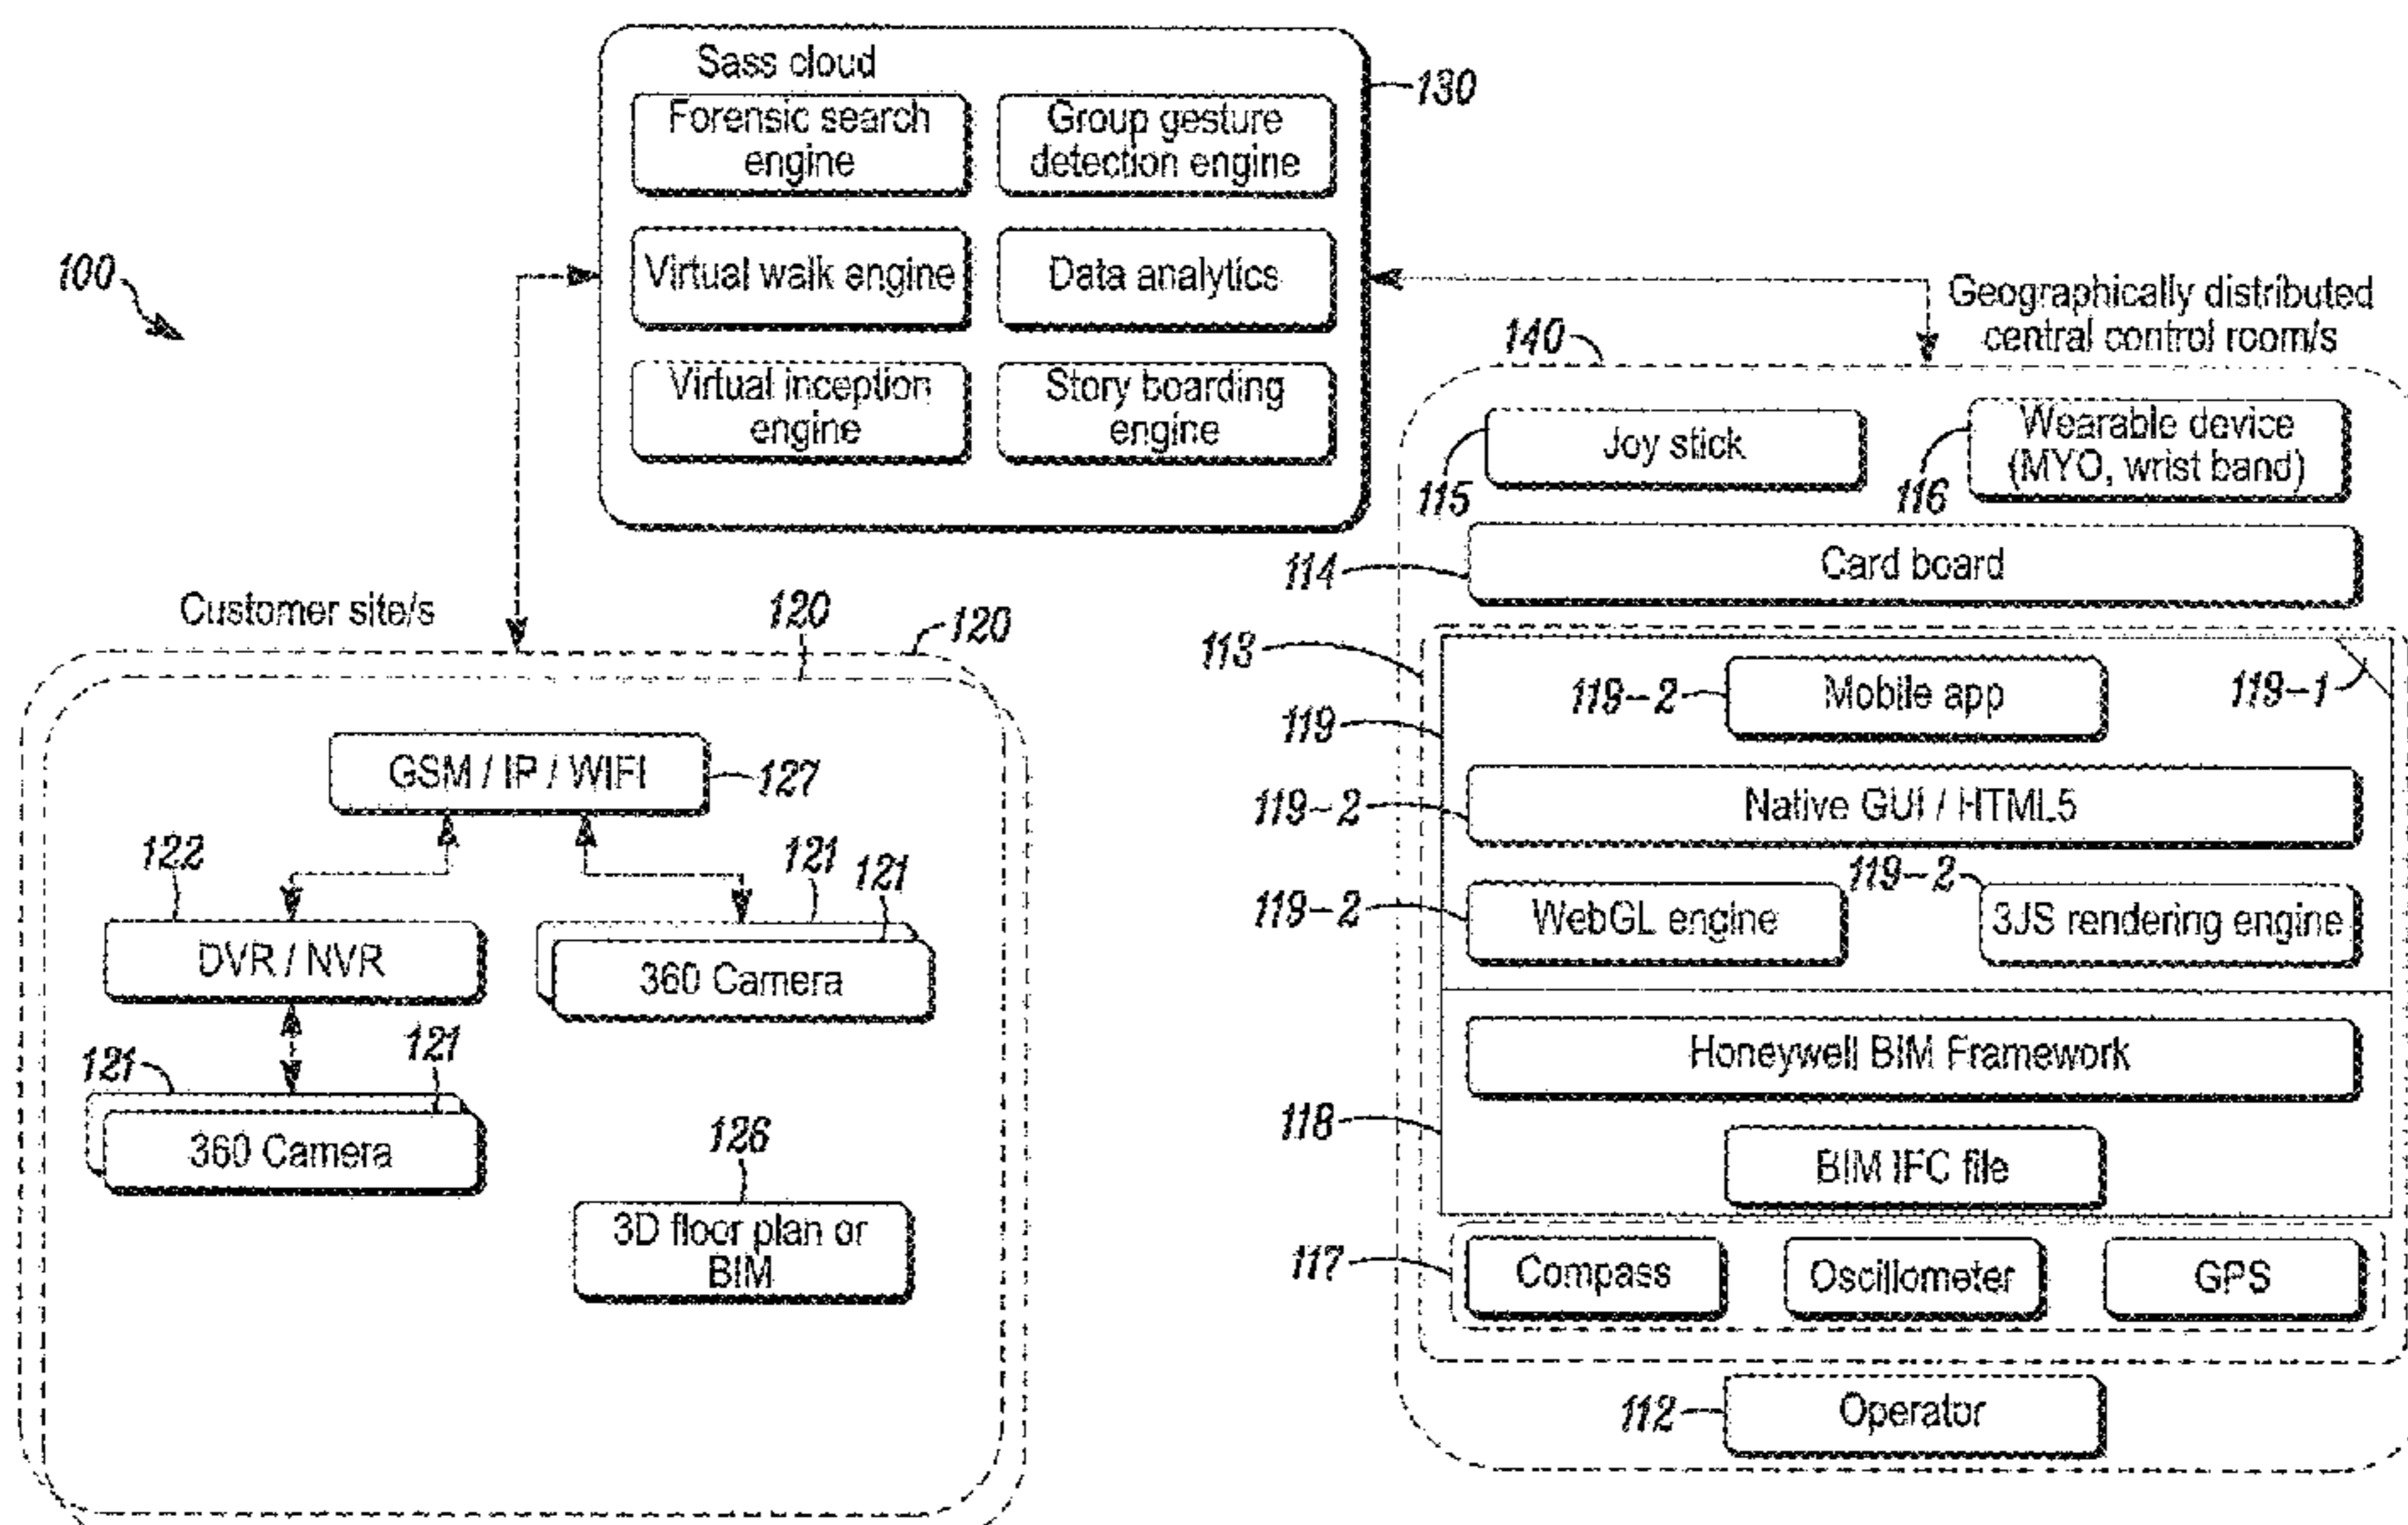 Sass cloud
130
Forensic search
engine
Group gesture
detection engine
100
Virtual walk engine
Data analytics
Geographically distributed
central control room/s
140
Virtual inception
engine
Story boarding
engine
Joy stick
115
Wearable device
(MYO, wrist band)
116
114
Card board
Customer site/s
120
120
113
119-1
119-2
Mobile app
119
GSM / IP / WIFI
127
119-2
Native GUI / HTML5
122
121
121
119-2
119-2
WebGL engine
3JS rendering engine
DVR / NVR
360 Camera
Honeywell BIM Framework
121
121
360 Camera
118
BIM IFC file
126
3D floor plan or
BIM
117
Compass
Oscillometer
GPS
112
Operator